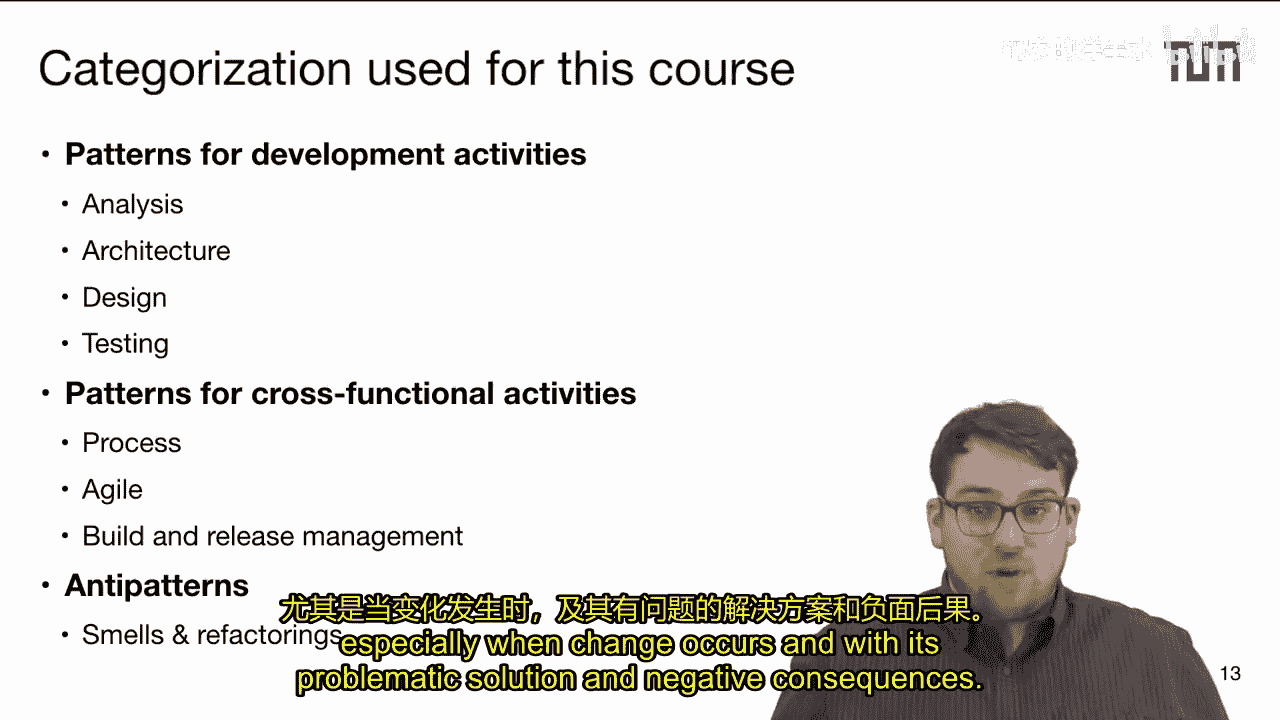 Categorization used for this course
TUM
• Patterns for development activities
• Analysis
• Architecture
• Design
• Testing
• Patterns for cross-functional activities
• Process
• Agile
• Build and release management
• Antipatterns
• Smells & refactorings
尤其是当变化发生时，及其有问题的解决方案和负面后果。
especially when change occurs and with its
problematic solution and negative consequences.
13